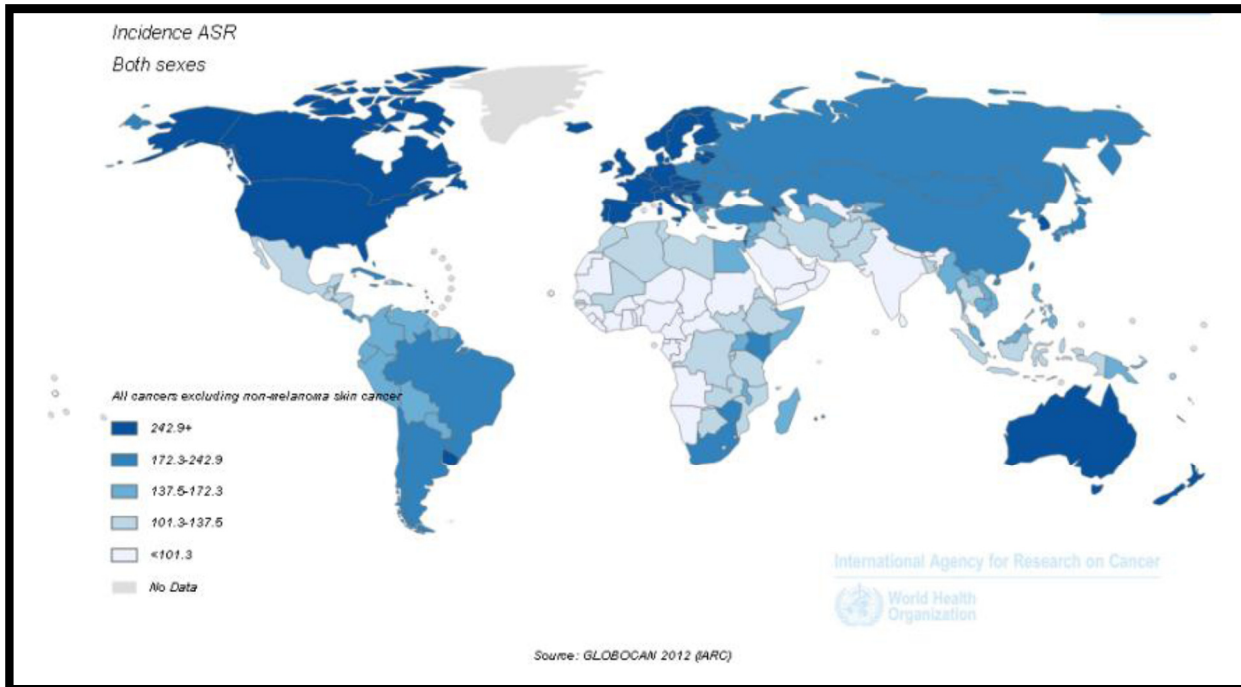 Incidence ASR
Both sexes
All cancers excluding non-melanoma skin cancer
242.9+
172.3-242.9
137.5-172.3
101.3-137.5
<101.3
No Data
International Agency for Research on Cancer
World Health
Organization
Source: GLOBOCAN 2012 (IARC)